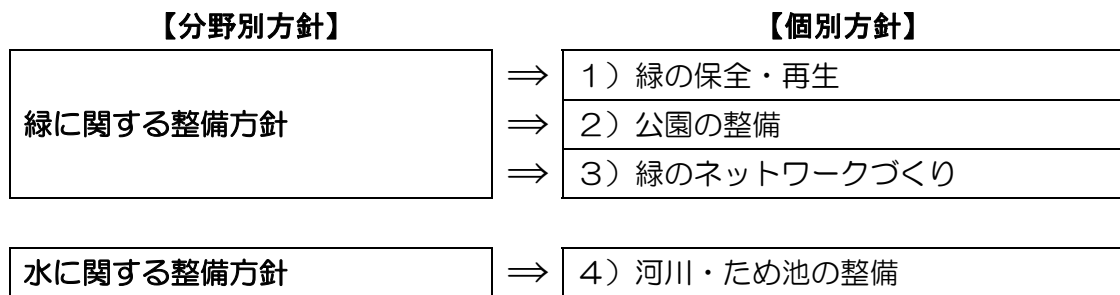 【分野別方針】 【個別方針】
緑に関する整備方針
⇒ 1）緑の保全・再生
⇒ 2）公園の整備
⇒ 3）緑のネットワークづくり
水に関する整備方針 ⇒ 4）河川・ため池の整備